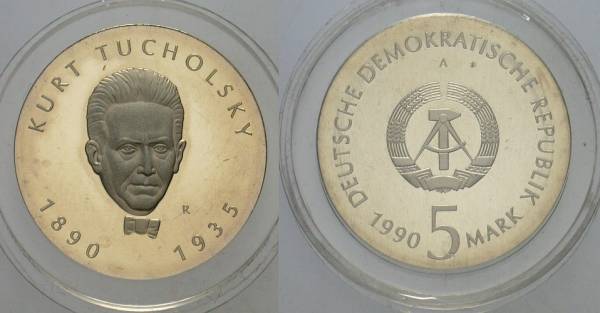 KURT TUCHOLSKY
1890 1935
R
DEUTSCHE DEMOKRATISCHE REPUBLIK
A
1990 5 MARK